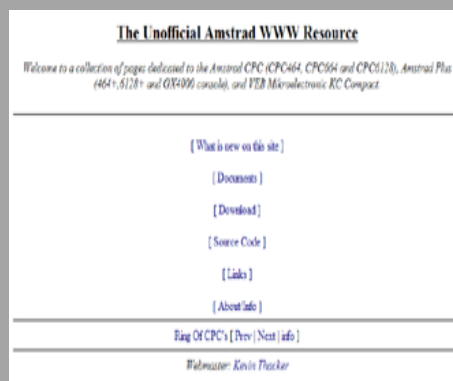 The Unofficial Amstrad WWW Resource
Welcome to a collection of pages dedicated to the Amstrad CPC (CPC464, CPC664 and CPC6128), Amstrad Plus
(464+,6128+ and GX4000 console), and VEB Microelectronic KC Compact.
[ What is new on this site ]
[ Documents ]
[ Download ]
[ Source Code ]
[ Links ]
[ About/Info ]
Ring Of CPC's [ Prev | Next | info ]
Webmaster: Kevin Thacker